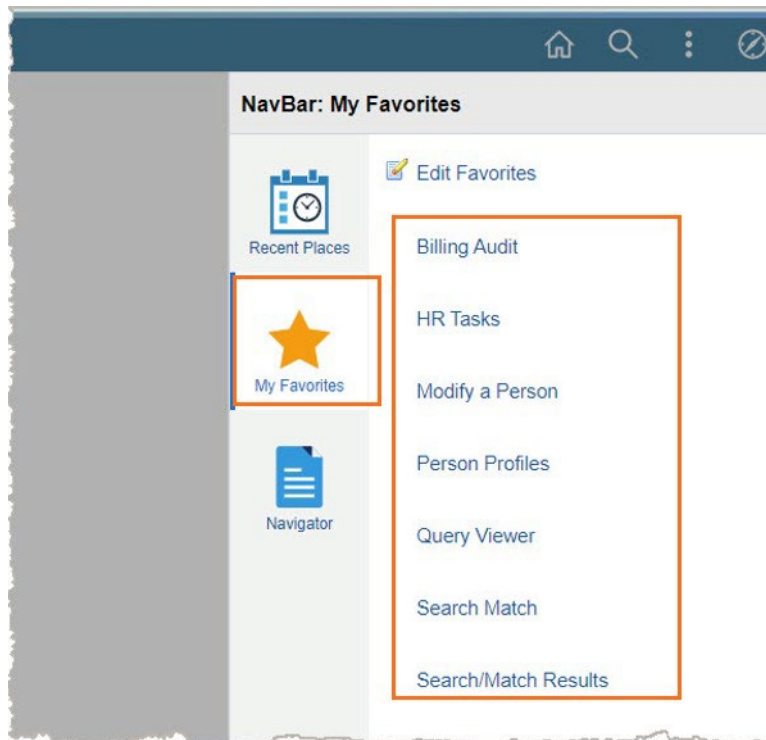 NavBar: My Favorites
Recent Places
My Favorites
Navigator
Edit Favorites
Billing Audit
HR Tasks
Modify a Person
Person Profiles
Query Viewer
Search Match
Search/Match Results